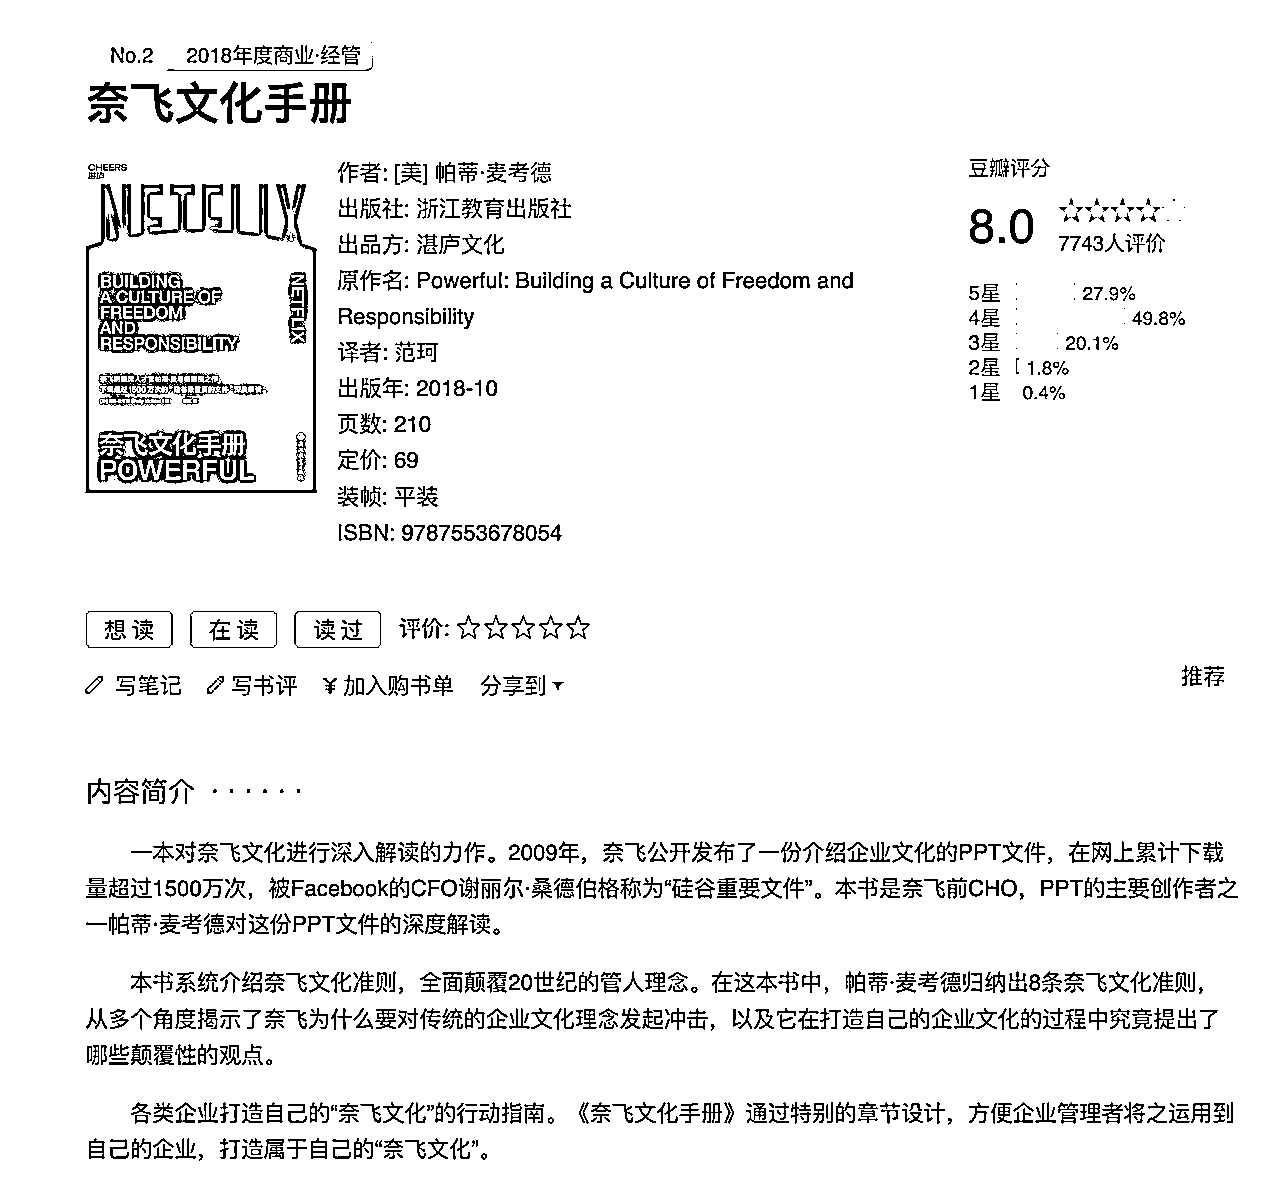 No.2 2018年度商业·经管
奈飞文化手册
CHEERS
湛庐
NETFLIX
BUILDING
A CULTURE OF
FREEDOM
AND
RESPONSIBILITY
NETFLIX
奈飞文化手册
POWERFUL
作者: [美] 帕蒂·麦考德
出版社: 浙江教育出版社
出品方: 湛庐文化
原作名: Powerful: Building a Culture of Freedom and
Responsibility
译者: 范珂
出版年: 2018-10
页数: 210
定价: 69
装帧: 平装
ISBN: 9787553678054
豆瓣评分
8.0
7743人评价
5星 27.9%
4星 49.8%
3星 20.1%
2星 1.8%
1星 0.4%
想读 在读 读过 评价:
写笔记 写书评 ¥加入购书单 分享到
推荐
内容简介 · · · · · ·
一本对奈飞文化进行深入解读的力作。2009年，奈飞公开发布了一份介绍企业文化的PPT文件，在网上累计下载
量超过1500万次，被Facebook的CFO谢丽尔·桑德伯格称为“硅谷重要文件”。本书是奈飞前CHO，PPT的主要创作者之
一帕蒂·麦考德对这份PPT文件的深度解读。
本书系统介绍奈飞文化准则，全面颠覆20世纪的管人理念。在这本书中，帕蒂·麦考德归纳出8条奈飞文化准则，
从多个角度揭示了奈飞为什么要对传统的企业文化理念发起冲击，以及它在打造自己的企业文化的过程中究竟提出了
哪些颠覆性的观点。
各类企业打造自己的“奈飞文化”的行动指南。《奈飞文化手册》通过特别的章节设计，方便企业管理者将之运用到
自己的企业，打造属于自己的“奈飞文化”。